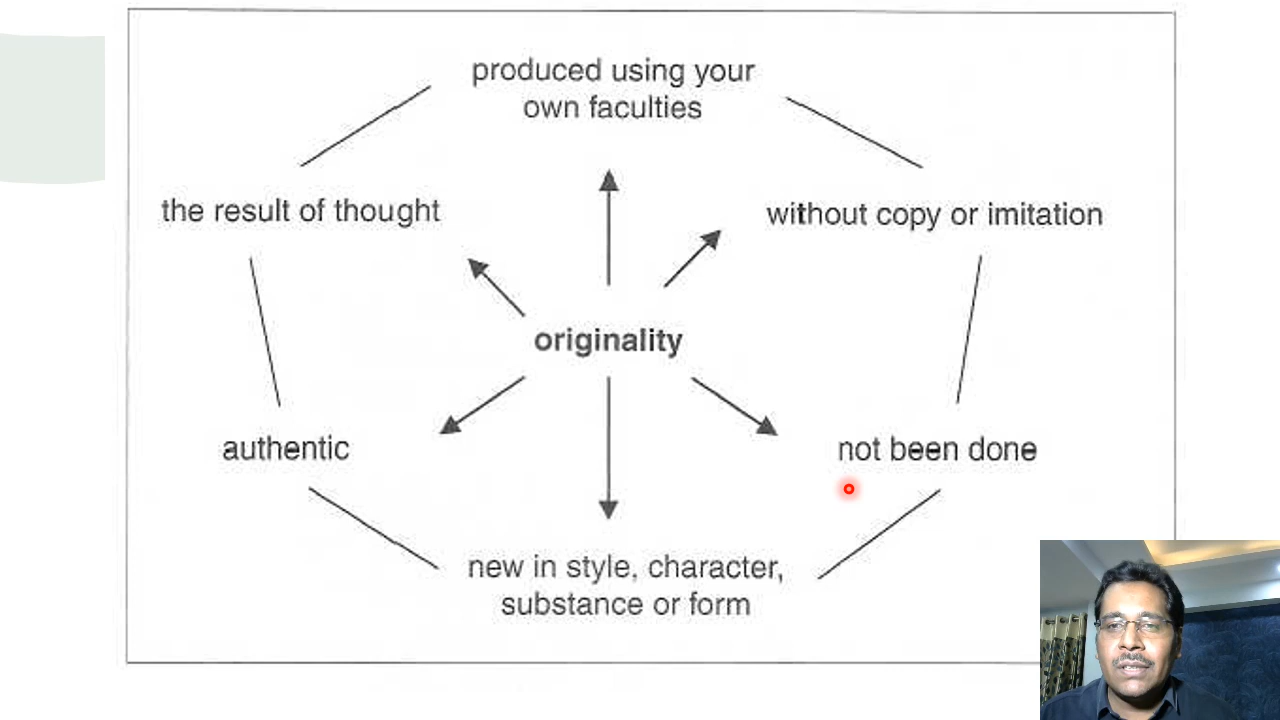 produced using your
own faculties
the result of thought
without copy or imitation
originality
authentic
not been done
new in style, character,
substance or form